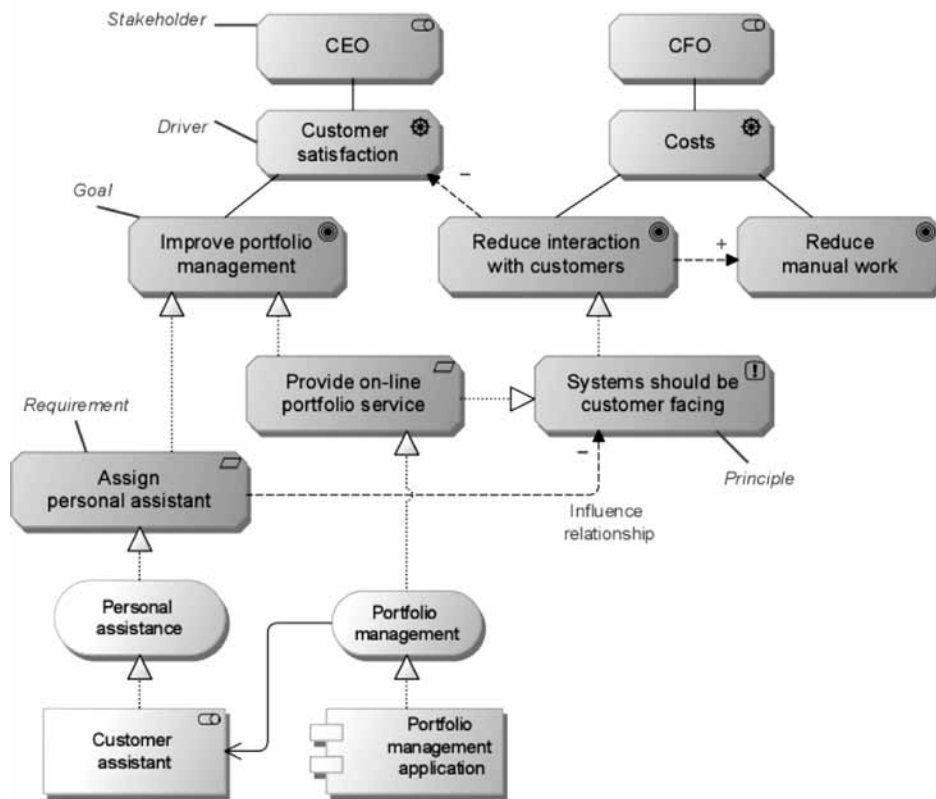 Stakeholder
CEO
CFO
Driver
Customer
satisfaction
Costs
–
Goal
Improve portfolio
management
Reduce interaction
with customers
+
Reduce
manual work
Provide on-line
portfolio service
Systems should be
customer facing
!
Requirement
Assign
personal assistant
–
Principle
Influence
relationship
Personal
assistance
Portfolio
management
Customer
assistant
Portfolio
management
application